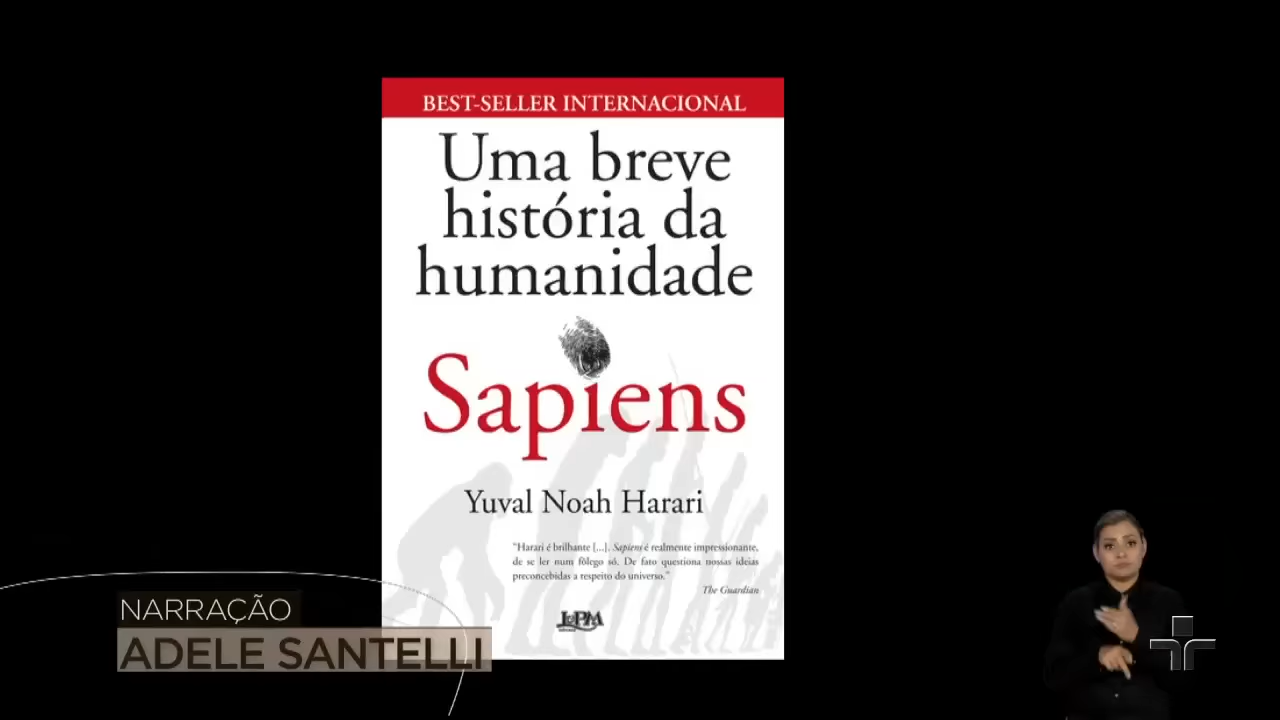 BEST-SELLER INTERNACIONAL
Uma breve
história da
humanidade
Sapiens
Yuval Noah Harari
"Harari é brilhante [...]. Sapiens é realmente impressionante,
de se ler num fôlego só. De fato questiona nossas ideias
preconcebidas a respeito do universo."
The Guardian
L&PM
NARRAÇÃO
ADELE SANTELLI